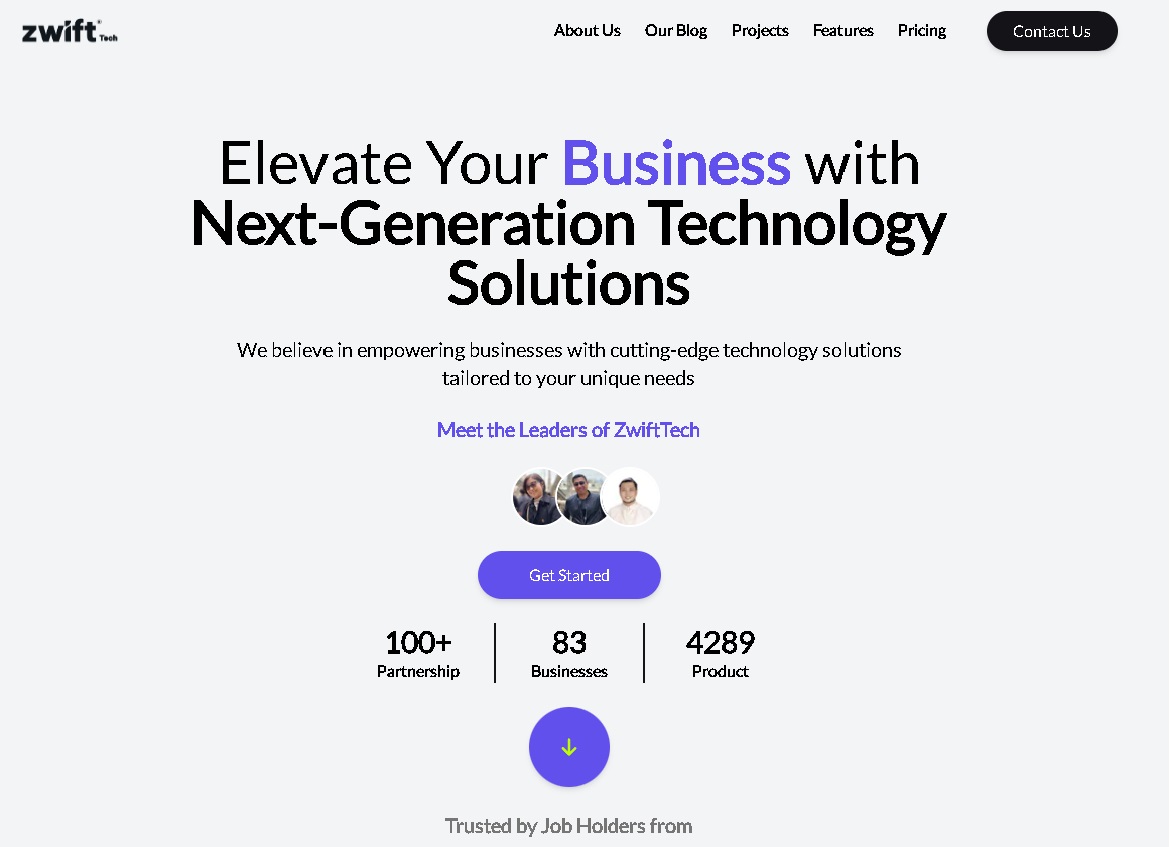 zwift Tech
About Us Our Blog Projects Features Pricing Contact Us
Elevate Your Business with
Next-Generation Technology
Solutions
We believe in empowering businesses with cutting-edge technology solutions
tailored to your unique needs
Meet the Leaders of ZwiftTech
Get Started
100+ 83 4289
Partnership Businesses Product
Trusted by Job Holders from